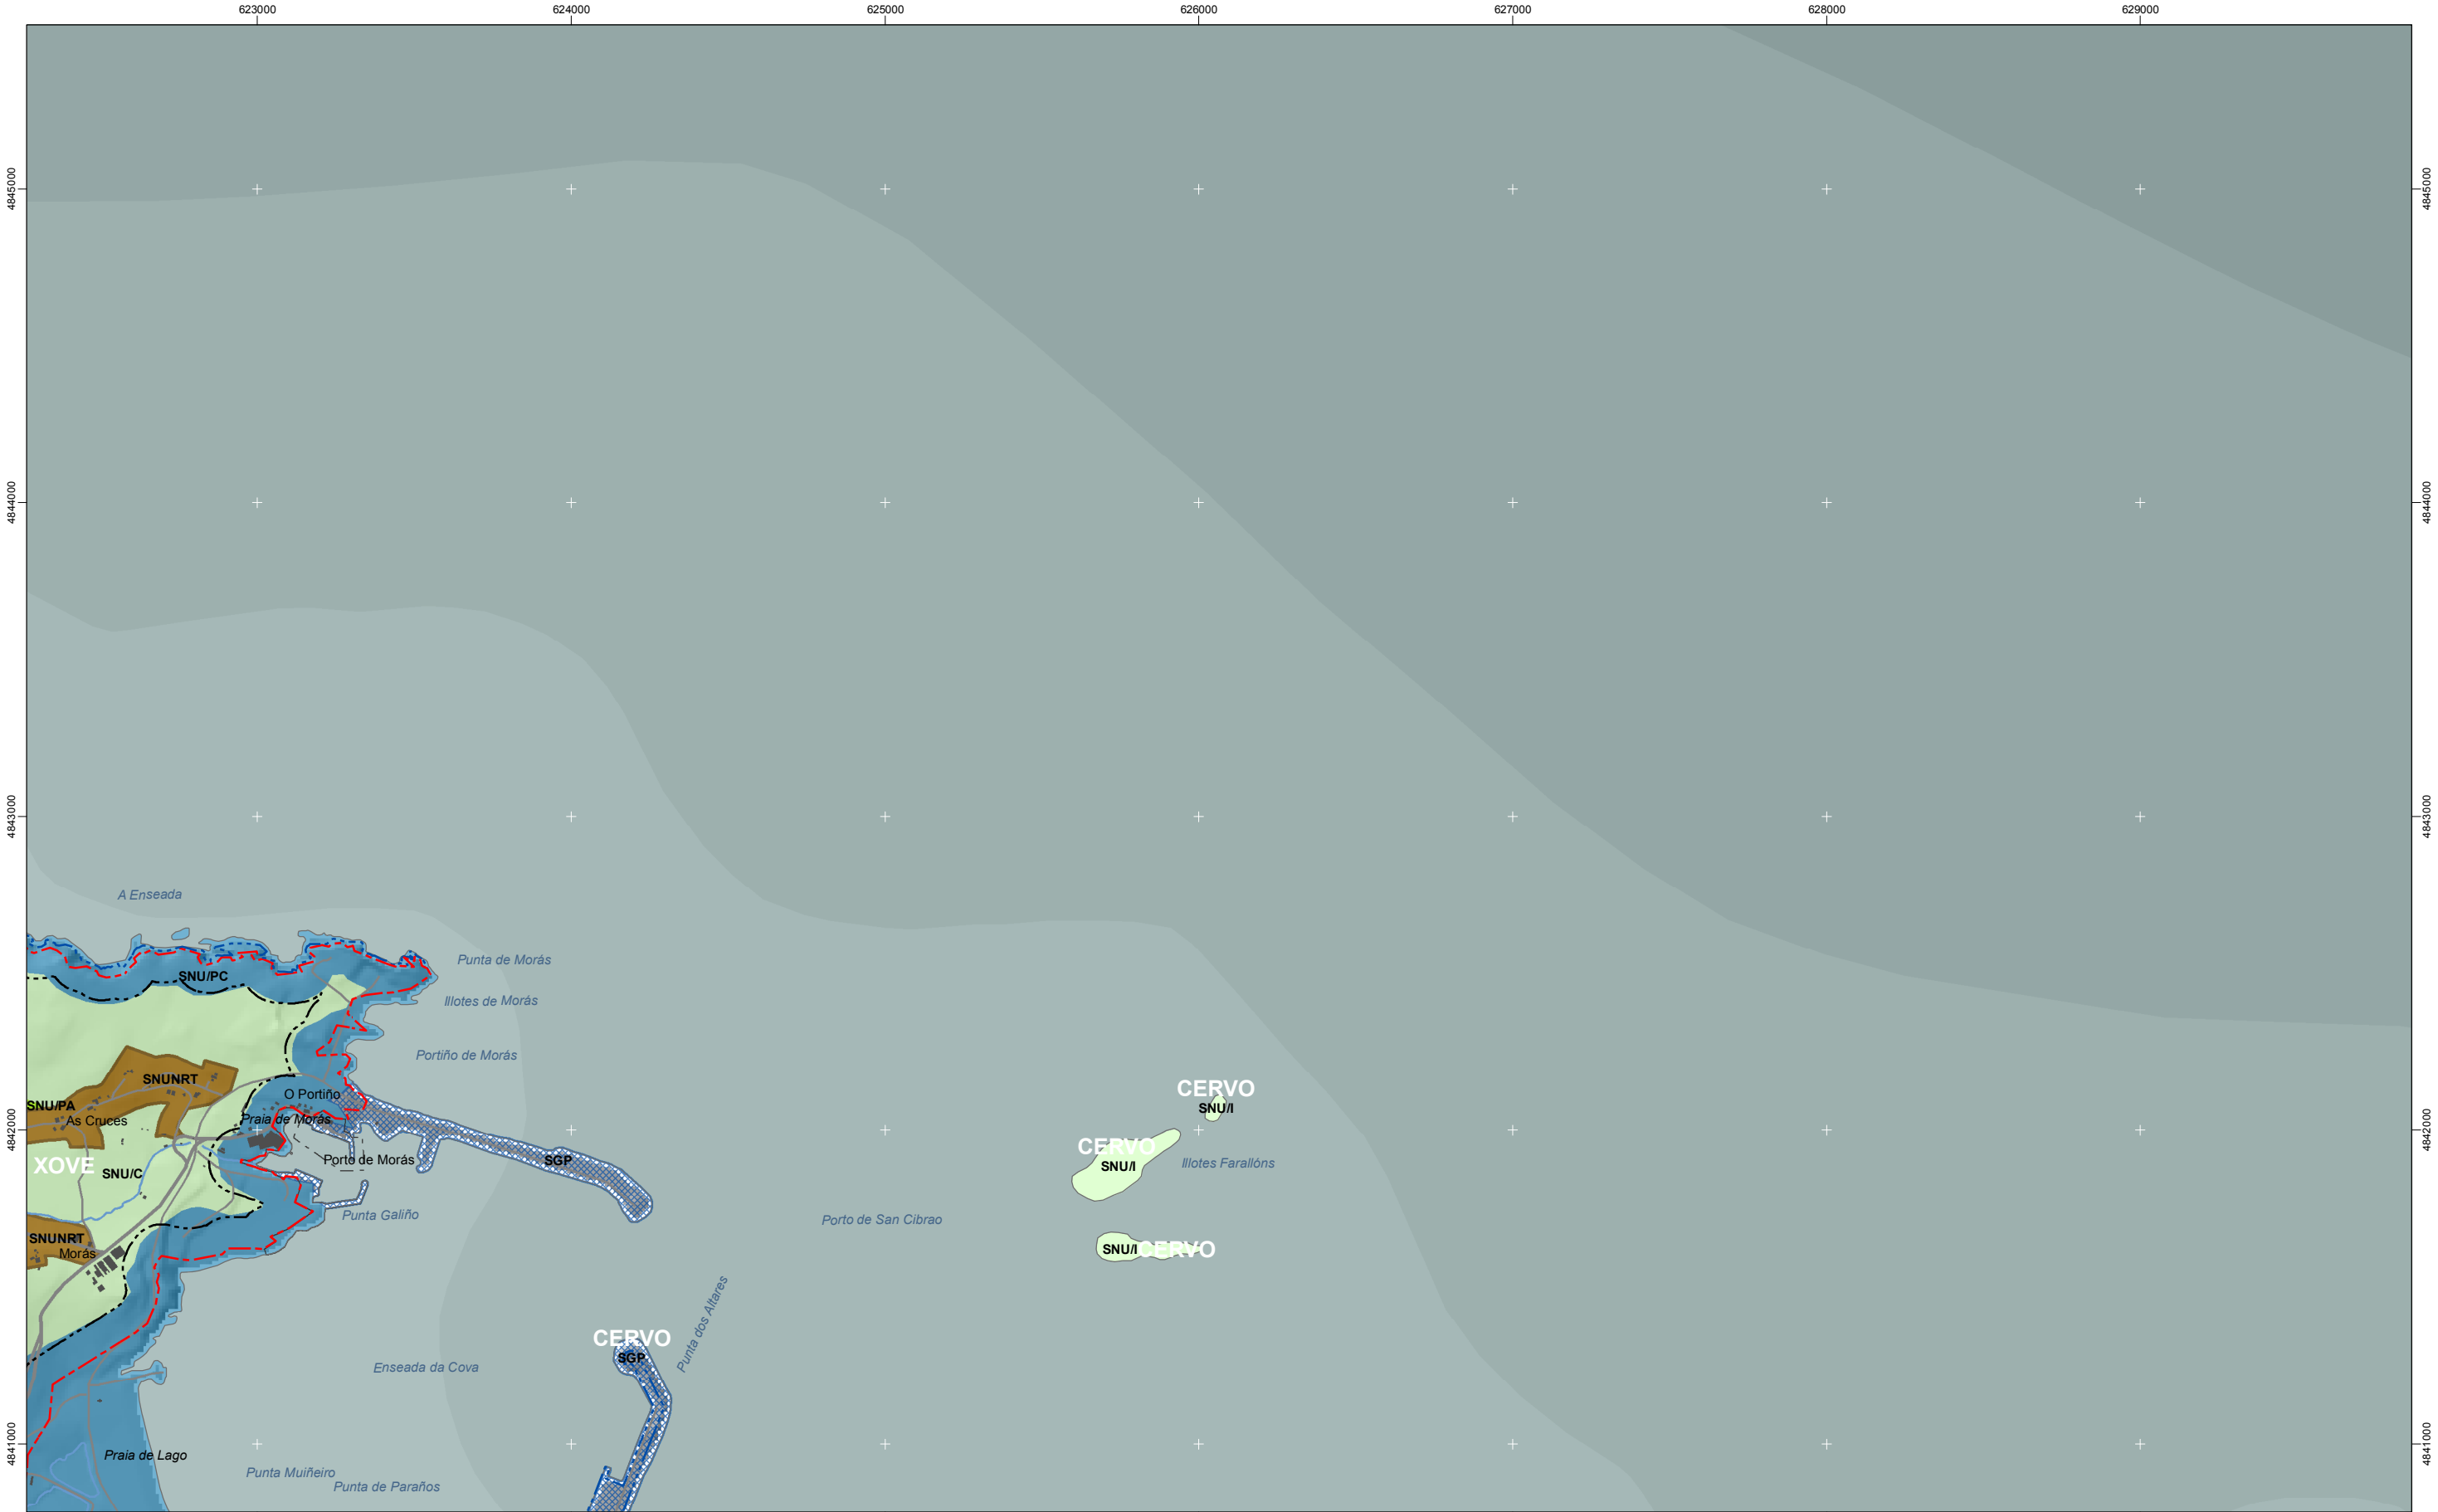 623000 624000 625000 626000 627000 628000 629000
4845000 4845000
4844000 4844000
4843000 4843000
A Enseada
Punta de Morás
SNU/PC
Illotes de Morás
Portiño de Morás
SNUNRT
CERVO
O Portiño
SNU/PA
SNU/I
As Cruces
Praia de Morás
4842000 4842000
CERVO
Porto de Morás
SGP
Illotes Farallóns
XOVE
SNU/I
SNU/C
Punta Galiño
Porto de San Cibrao
SNUNRT
SNU/I
CERVO
Morás
Punta dos Altares
CERVO
SGP
Enseada da Cova
4841000 4841000
Praia de Lago
Punta Muiñeiro
Punta de Paraños